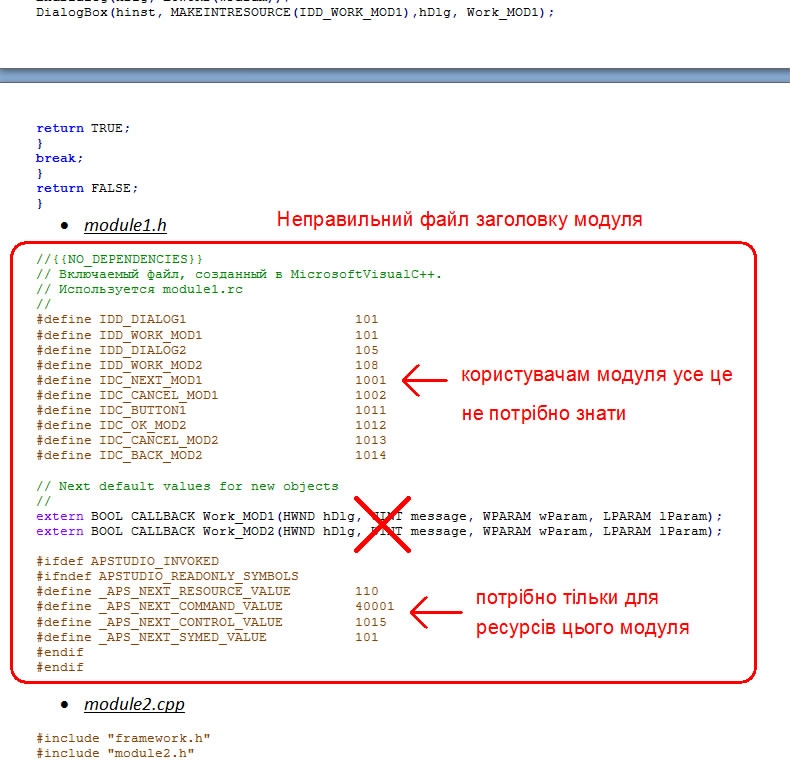 DialogBox(hinst, MAKEINTRESOURCE(IDD_WORK_MOD1),hDlg, Work_MOD1);
return TRUE;
}
break;
}
return FALSE;
}
• module1.h
Неправильний файл заголовку модуля
//{{NO_DEPENDENCIES}}
// Включаемый файл, созданный в MicrosoftVisualC++.
// Используется module1.rc
//
#define IDD_DIALOG1 101
#define IDD_WORK_MOD1 101
#define IDD_DIALOG2 105
#define IDD_WORK_MOD2 108
#define IDC_NEXT_MOD1 1001
#define IDC_CANCEL_MOD1 1002
#define IDC_BUTTON1 1011
#define IDC_OK_MOD2 1012
#define IDC_CANCEL_MOD2 1013
#define IDC_BACK_MOD2 1014
користувачам модуля усе це
не потрібно знати
// Next default values for new objects
//
extern BOOL CALLBACK Work_MOD1(HWND hDlg, UINT message, WPARAM wParam, LPARAM lParam);
extern BOOL CALLBACK Work_MOD2(HWND hDlg, UINT message, WPARAM wParam, LPARAM lParam);
#ifdef APSTUDIO_INVOKED
#ifndef APSTUDIO_READONLY_SYMBOLS
#define _APS_NEXT_RESOURCE_VALUE 110
#define _APS_NEXT_COMMAND_VALUE 40001
#define _APS_NEXT_CONTROL_VALUE 1015
#define _APS_NEXT_SYMED_VALUE 101
#endif
#endif
потрібно тільки для
ресурсів цього модуля
• module2.cpp
#include "framework.h"
#include "module2.h"